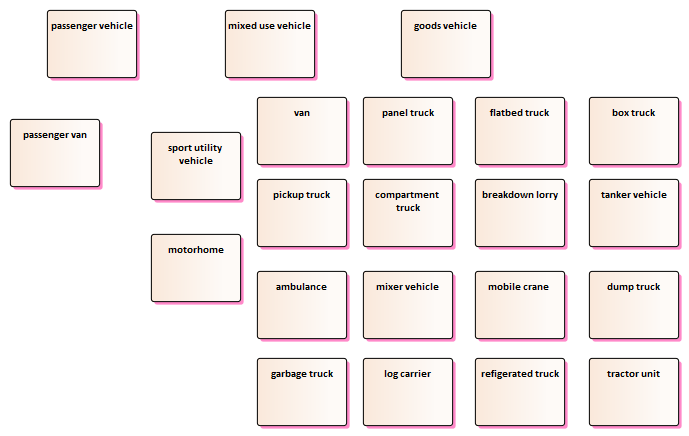 passenger vehicle
mixed use vehicle
goods vehicle
passenger van
sport utility
vehicle
van
panel truck
flatbed truck
box truck
pickup truck
compartment
truck
breakdown lorry
tanker vehicle
motorhome
ambulance
mixer vehicle
mobile crane
dump truck
garbage truck
log carrier
refigerated truck
tractor unit